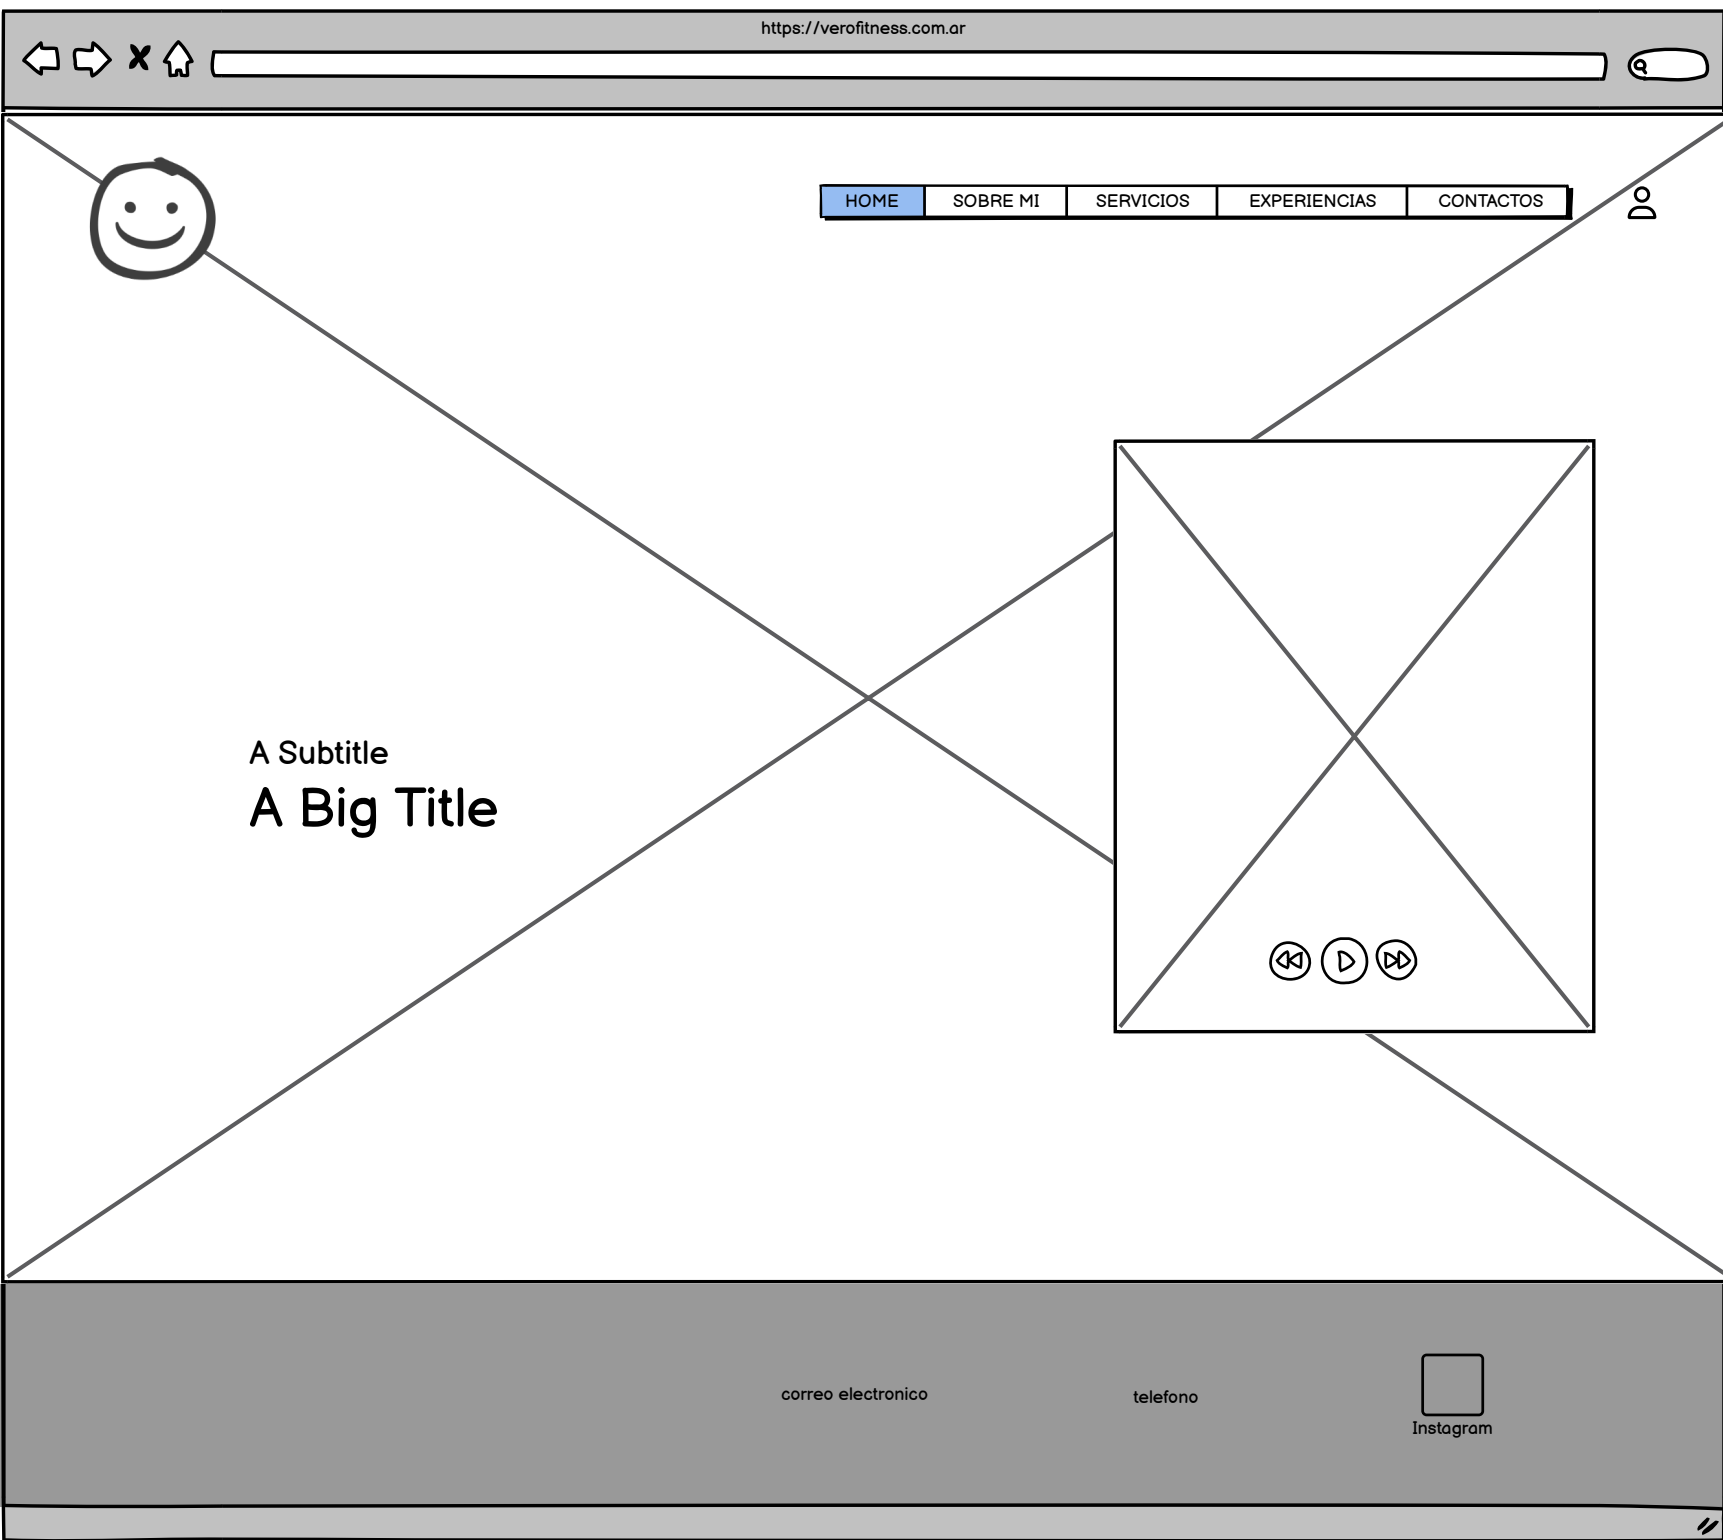 https://verofitness.com.ar
HOME SOBRE MI SERVICIOS EXPERIENCIAS CONTACTOS
A Subtitle
A Big Title
correo electronico telefono
Instagram